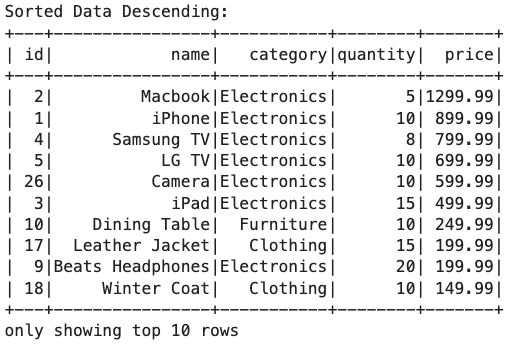 Sorted Data Descending:
+---+----------------+-----------+--------+-------+
| id|            name|   category|quantity|  price|
+---+----------------+-----------+--------+-------+
|  2|         Macbook|Electronics|       5|1299.99|
|  1|          iPhone|Electronics|      10| 899.99|
|  4|      Samsung TV|Electronics|       8| 799.99|
|  5|           LG TV|Electronics|      10| 699.99|
| 26|          Camera|Electronics|      10| 599.99|
|  3|            iPad|Electronics|      15| 499.99|
| 10|    Dining Table|  Furniture|      10| 249.99|
| 17|  Leather Jacket|   Clothing|      15| 199.99|
|  9|Beats Headphones|Electronics|      20| 199.99|
| 18|     Winter Coat|   Clothing|      10| 149.99|
+---+----------------+-----------+--------+-------+
only showing top 10 rows